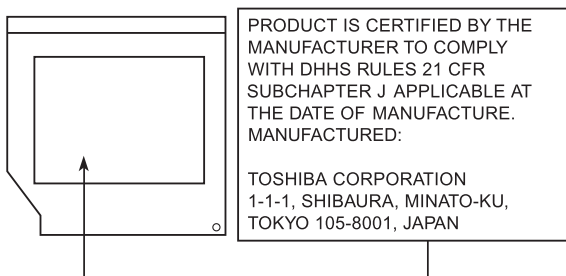 PRODUCT IS CERTIFIED BY THE
MANUFACTURER TO COMPLY
WITH DHHS RULES 21 CFR
SUBCHAPTER J APPLICABLE AT
THE DATE OF MANUFACTURE.
MANUFACTURED:
TOSHIBA CORPORATION
1-1-1, SHIBAURA, MINATO-KU,
TOKYO 105-8001, JAPAN